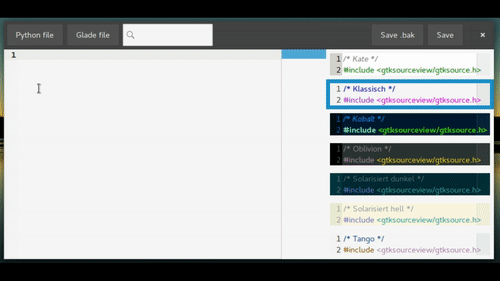 Python file
Glade file
Save .bak
Save
1
1 /* Kate */
2 #include <gtksourceview/gtksource.h>
1 /* Klassisch */
2 #include <gtksourceview/gtksource.h>
1 /* Kobalt */
2 #include <gtksourceview/gtksource.h>
1 /* Oblivion */
2 #include <gtksourceview/gtksource.h>
1 /* Solarisiert dunkel */
2 #include <gtksourceview/gtksource.h>
1 /* Solarisiert hell */
2 #include <gtksourceview/gtksource.h>
1 /* Tango */
2 #include <gtksourceview/gtksource.h>